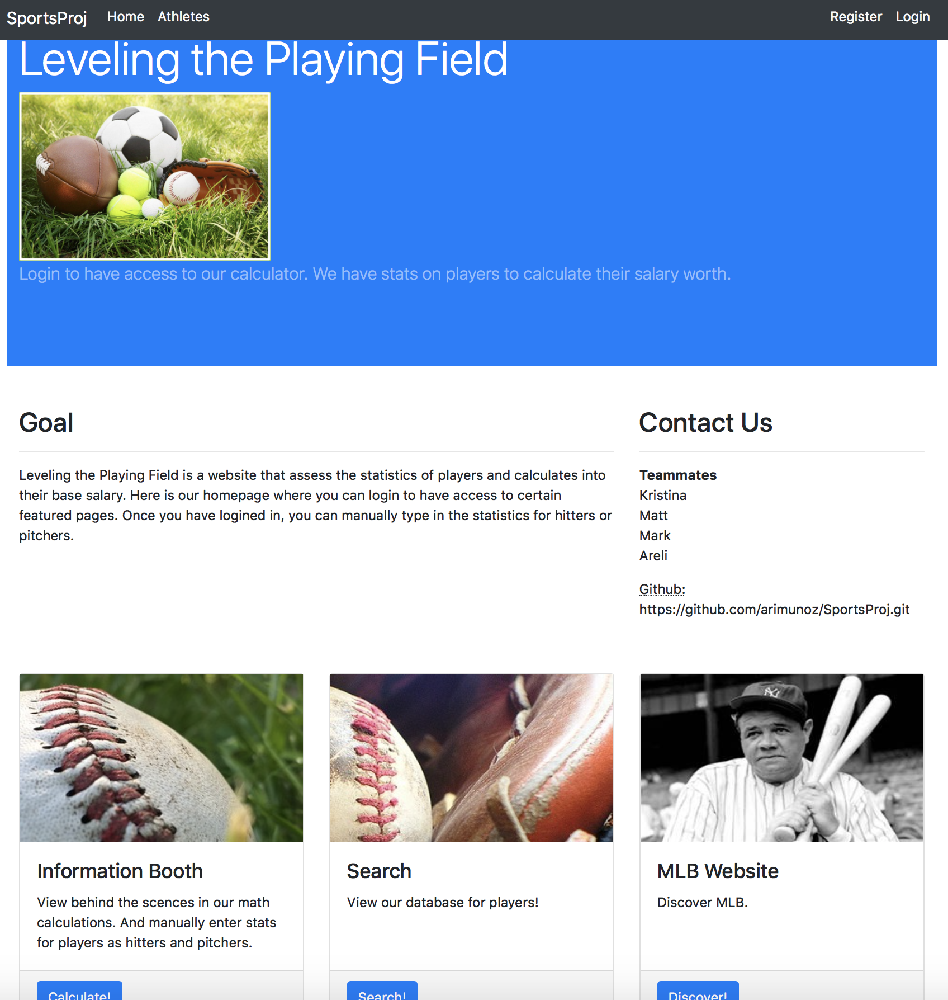 SportsProj Home Athletes Register Login
Leveling the Playing Field
Login to have access to our calculator. We have stats on players to calculate their salary worth.
Goal
Leveling the Playing Field is a website that assess the statistics of players and calculates into
their base salary. Here is our homepage where you can login to have access to certain
featured pages. Once you have logined in, you can manually type in the statistics for hitters or
pitchers.
Contact Us
Teammates
Kristina
Matt
Mark
Areli
Github:
https://github.com/arimunoz/SportsProj.git
NY
Information Booth
View behind the scences in our math
calculations. And manually enter stats
for players as hitters and pitchers.
Calculate!
Search
View our database for players!
Search!
MLB Website
Discover MLB.
Discover!